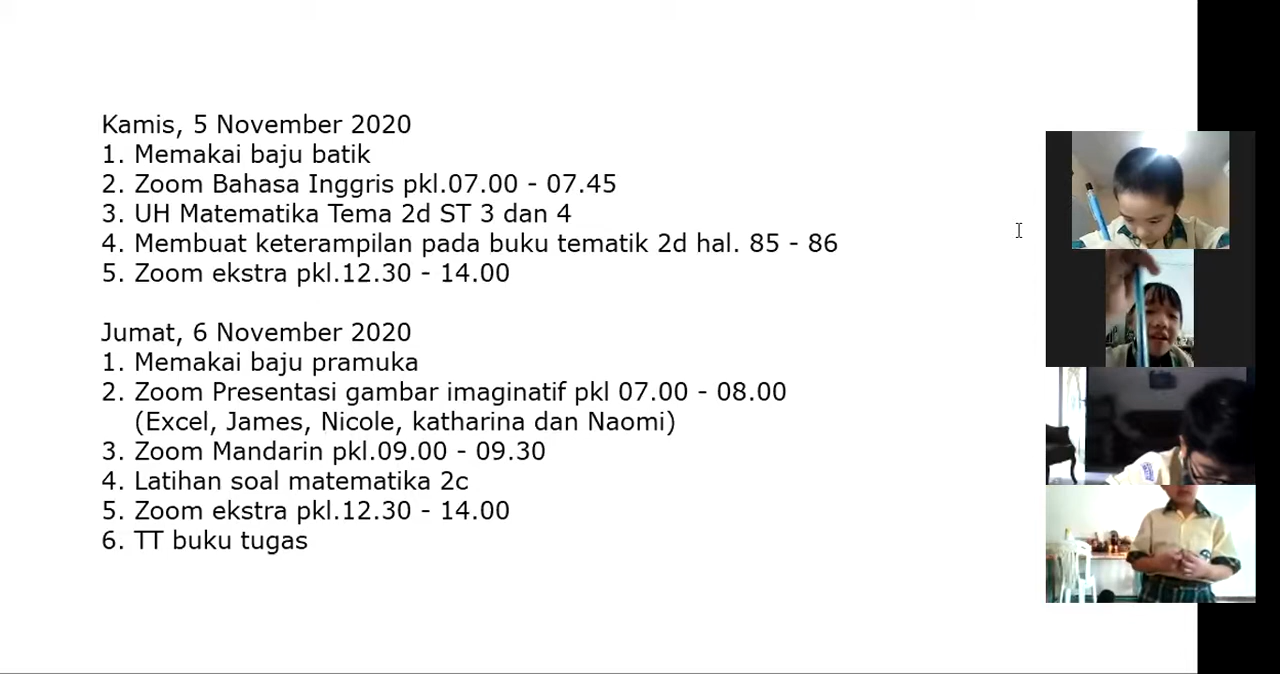 Kamis, 5 November 2020
1. Memakai baju batik
2. Zoom Bahasa Inggris pkl.07.00 - 07.45
3. UH Matematika Tema 2d ST 3 dan 4
4. Membuat keterampilan pada buku tematik 2d hal. 85 - 86
5. Zoom ekstra pkl.12.30 - 14.00
Jumat, 6 November 2020
1. Memakai baju pramuka
2. Zoom Presentasi gambar imaginatif pkl 07.00 - 08.00
(Excel, James, Nicole, katharina dan Naomi)
3. Zoom Mandarin pkl.09.00 - 09.30
4. Latihan soal matematika 2c
5. Zoom ekstra pkl.12.30 - 14.00
6. TT buku tugas